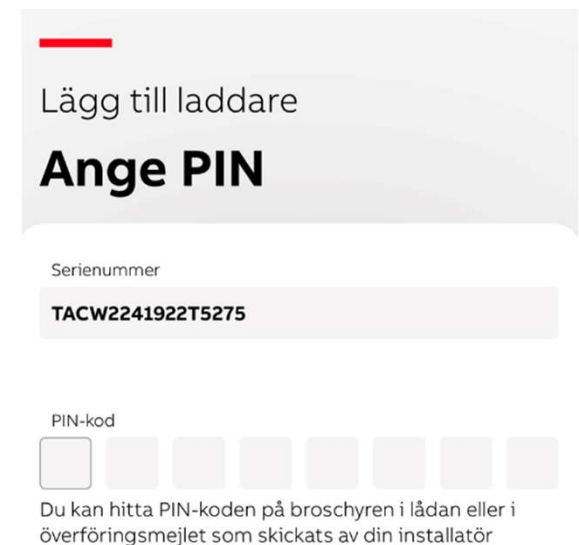 Lägg till laddare
Ange PIN
Serienummer
TACW2241922T5275
PIN-kod
Du kan hitta PIN-koden på broschyren i lådan eller i
överföringsmejlet som skickats av din installatör